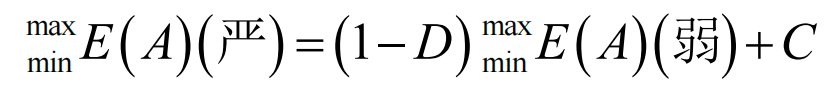 max min E(A)(严)=(1−D) max min E(A)(弱)+C